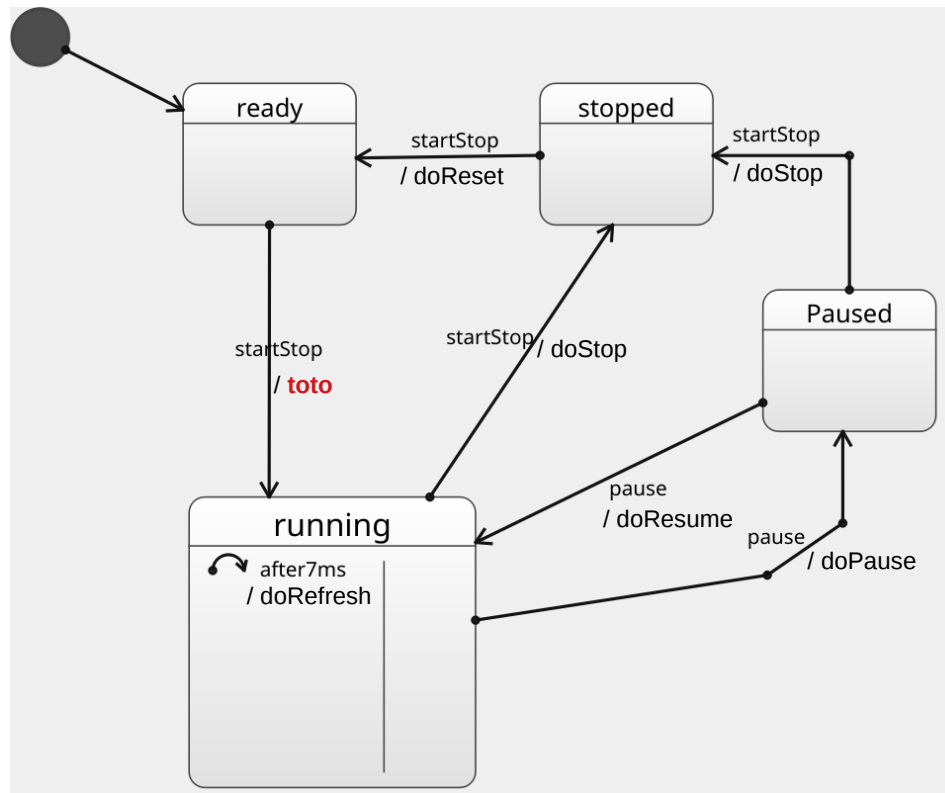 ready
stopped
startStop
/ doReset
startStop
/ doStop
Paused
startStop
/ doStop
startStop
/ toto
pause
/ doResume
running
pause
/ doPause
after7ms
/ doRefresh